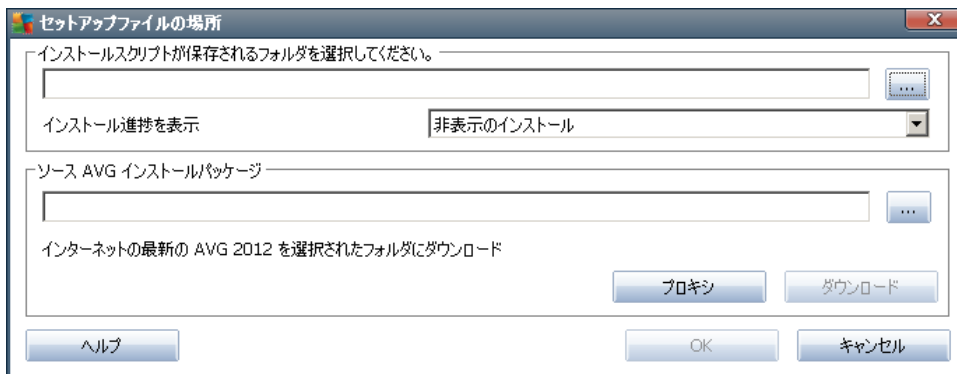 セットアップファイルの場所
インストールスクリプトが保存されるフォルダを選択してください。
...
インストール進捗を表示 非表示のインストール
ソース AVG インストールパッケージ
...
インターネットの最新の AVG 2012 を選択されたフォルダにダウンロード
プロキシ ダウンロード
ヘルプ OK キャンセル